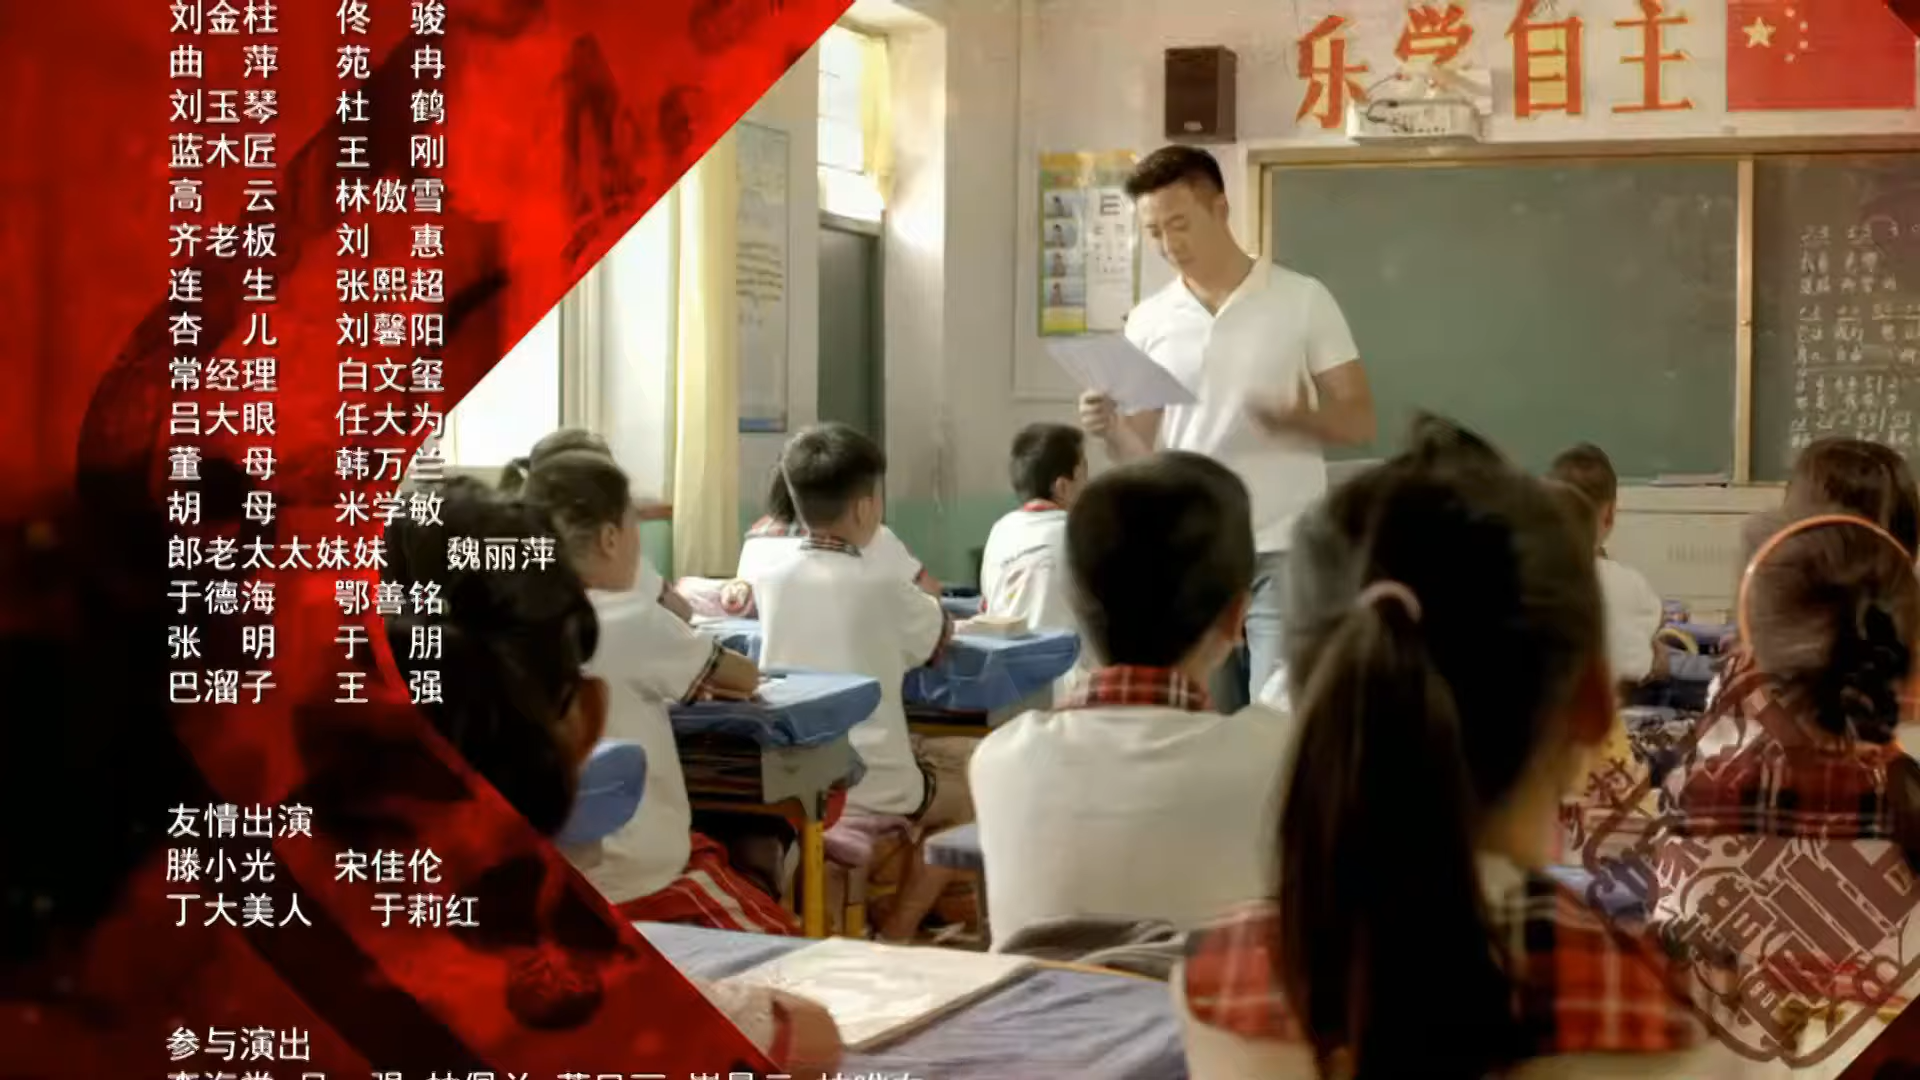 刘金柱 佟 骏
曲 萍 苑 冉
刘玉琴 杜 鹤
蓝木匠 王 刚
高 云 林傲雪
齐老板 刘 惠
连 生 张熙超
杏 儿 刘馨阳
常经理 白文玺
吕大眼 任大为
董 母 韩万兰
胡 母 米学敏
郎老太太妹妹 魏丽萍
于德海 鄂善铭
张 明 于 朋
巴溜子 王 强
友情出演
滕小光 宋佳伦
丁大美人 于莉红
参与演出
乐学自主
E